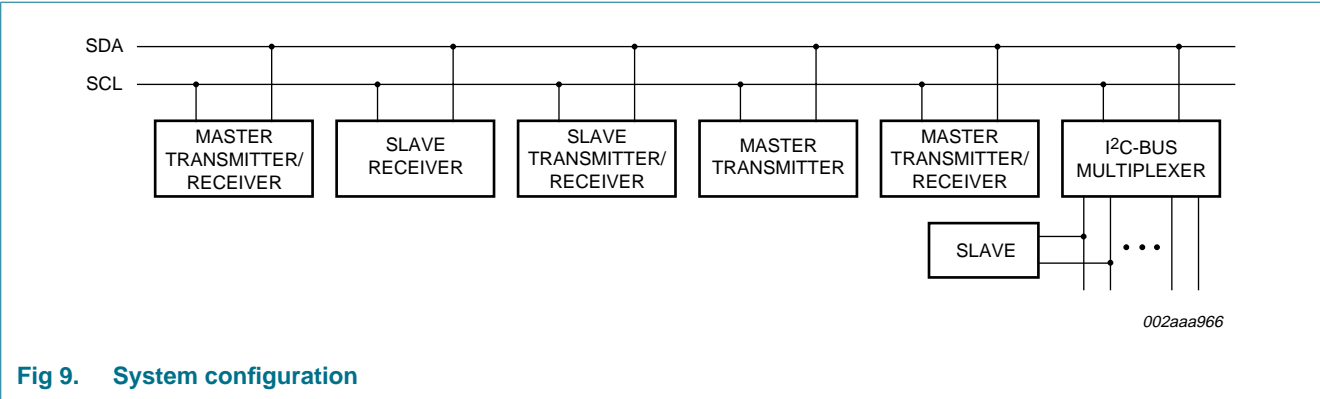 SDA
SCL
MASTER
TRANSMITTER/
RECEIVER
SLAVE
RECEIVER
SLAVE
TRANSMITTER/
RECEIVER
MASTER
TRANSMITTER
MASTER
TRANSMITTER/
RECEIVER
I²C-BUS
MULTIPLEXER
SLAVE
002aaa966
Fig 9. System configuration